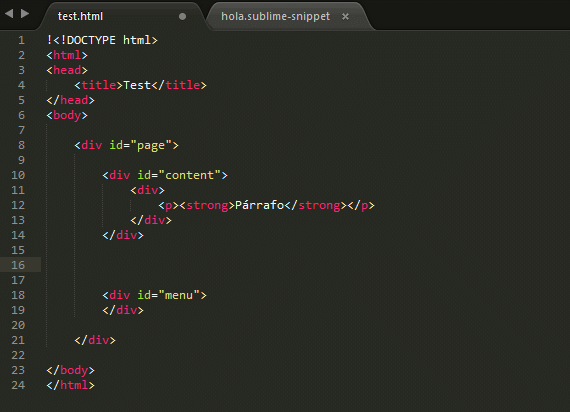 test.html
hola.sublime-snippet ×
1 !<!DOCTYPE html>
2 <html>
3 <head>
4 <title>Test</title>
5 </head>
6 <body>
7
8 <div id="page">
9
10 <div id="content">
11 <div>
12 <p><strong>Párrafo</strong></p>
13 </div>
14 </div>
15
16
17
18 <div id="menu">
19 </div>
20
21 </div>
22
23 </body>
24 </html>